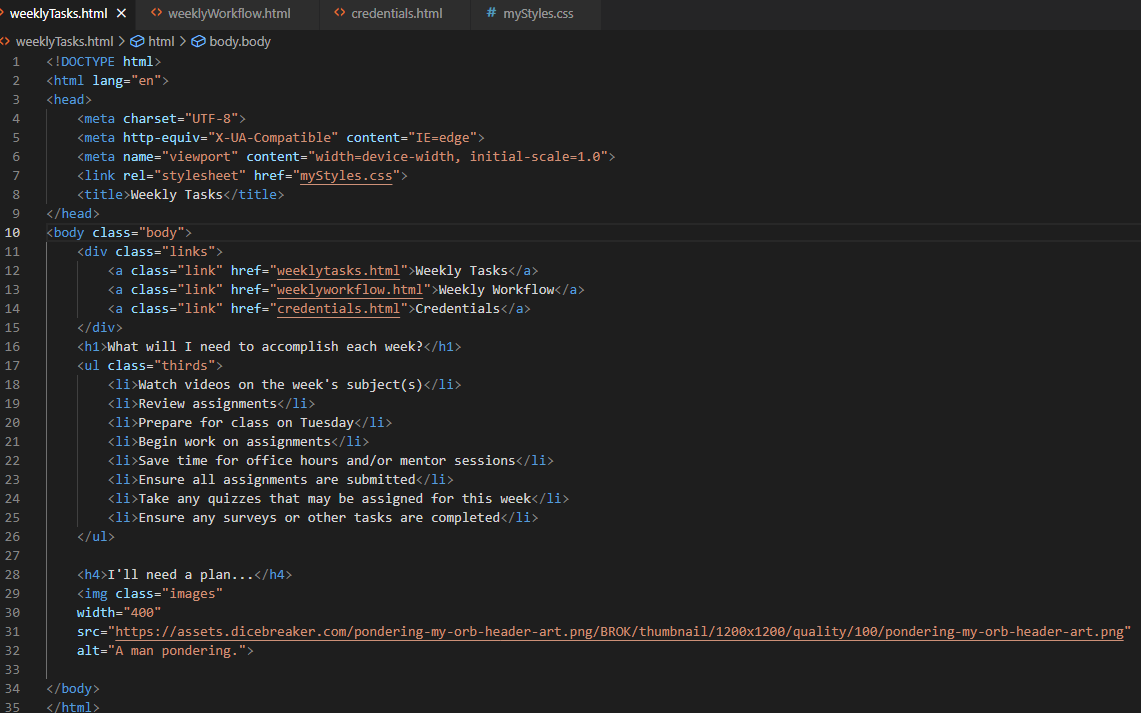 weeklyTasks.html × <> weeklyWorkflow.html <> credentials.html # myStyles.css
<> weeklyTasks.html > html > body.body
1 <!DOCTYPE html>
2 <html lang="en">
3 <head>
4 <meta charset="UTF-8">
5 <meta http-equiv="X-UA-Compatible" content="IE=edge">
6 <meta name="viewport" content="width=device-width, initial-scale=1.0">
7 <link rel="stylesheet" href="myStyles.css">
8 <title>Weekly Tasks</title>
9 </head>
10 <body class="body">
11 <div class="links">
12 <a class="link" href="weeklytasks.html">Weekly Tasks</a>
13 <a class="link" href="weeklyworkflow.html">Weekly Workflow</a>
14 <a class="link" href="credentials.html">Credentials</a>
15 </div>
16 <h1>What will I need to accomplish each week?</h1>
17 <ul class="thirds">
18 <li>Watch videos on the week's subject(s)</li>
19 <li>Review assignments</li>
20 <li>Prepare for class on Tuesday</li>
21 <li>Begin work on assignments</li>
22 <li>Save time for office hours and/or mentor sessions</li>
23 <li>Ensure all assignments are submitted</li>
24 <li>Take any quizzes that may be assigned for this week</li>
25 <li>Ensure any surveys or other tasks are completed</li>
26 </ul>
27
28 <h4>I'll need a plan...</h4>
29 <img class="images"
30 width="400"
31 src="https://assets.dicebreaker.com/pondering-my-orb-header-art.png/BROK/thumbnail/1200x1200/quality/100/pondering-my-orb-header-art.png"
32 alt="A man pondering.">
33
34 </body>
35 </html>